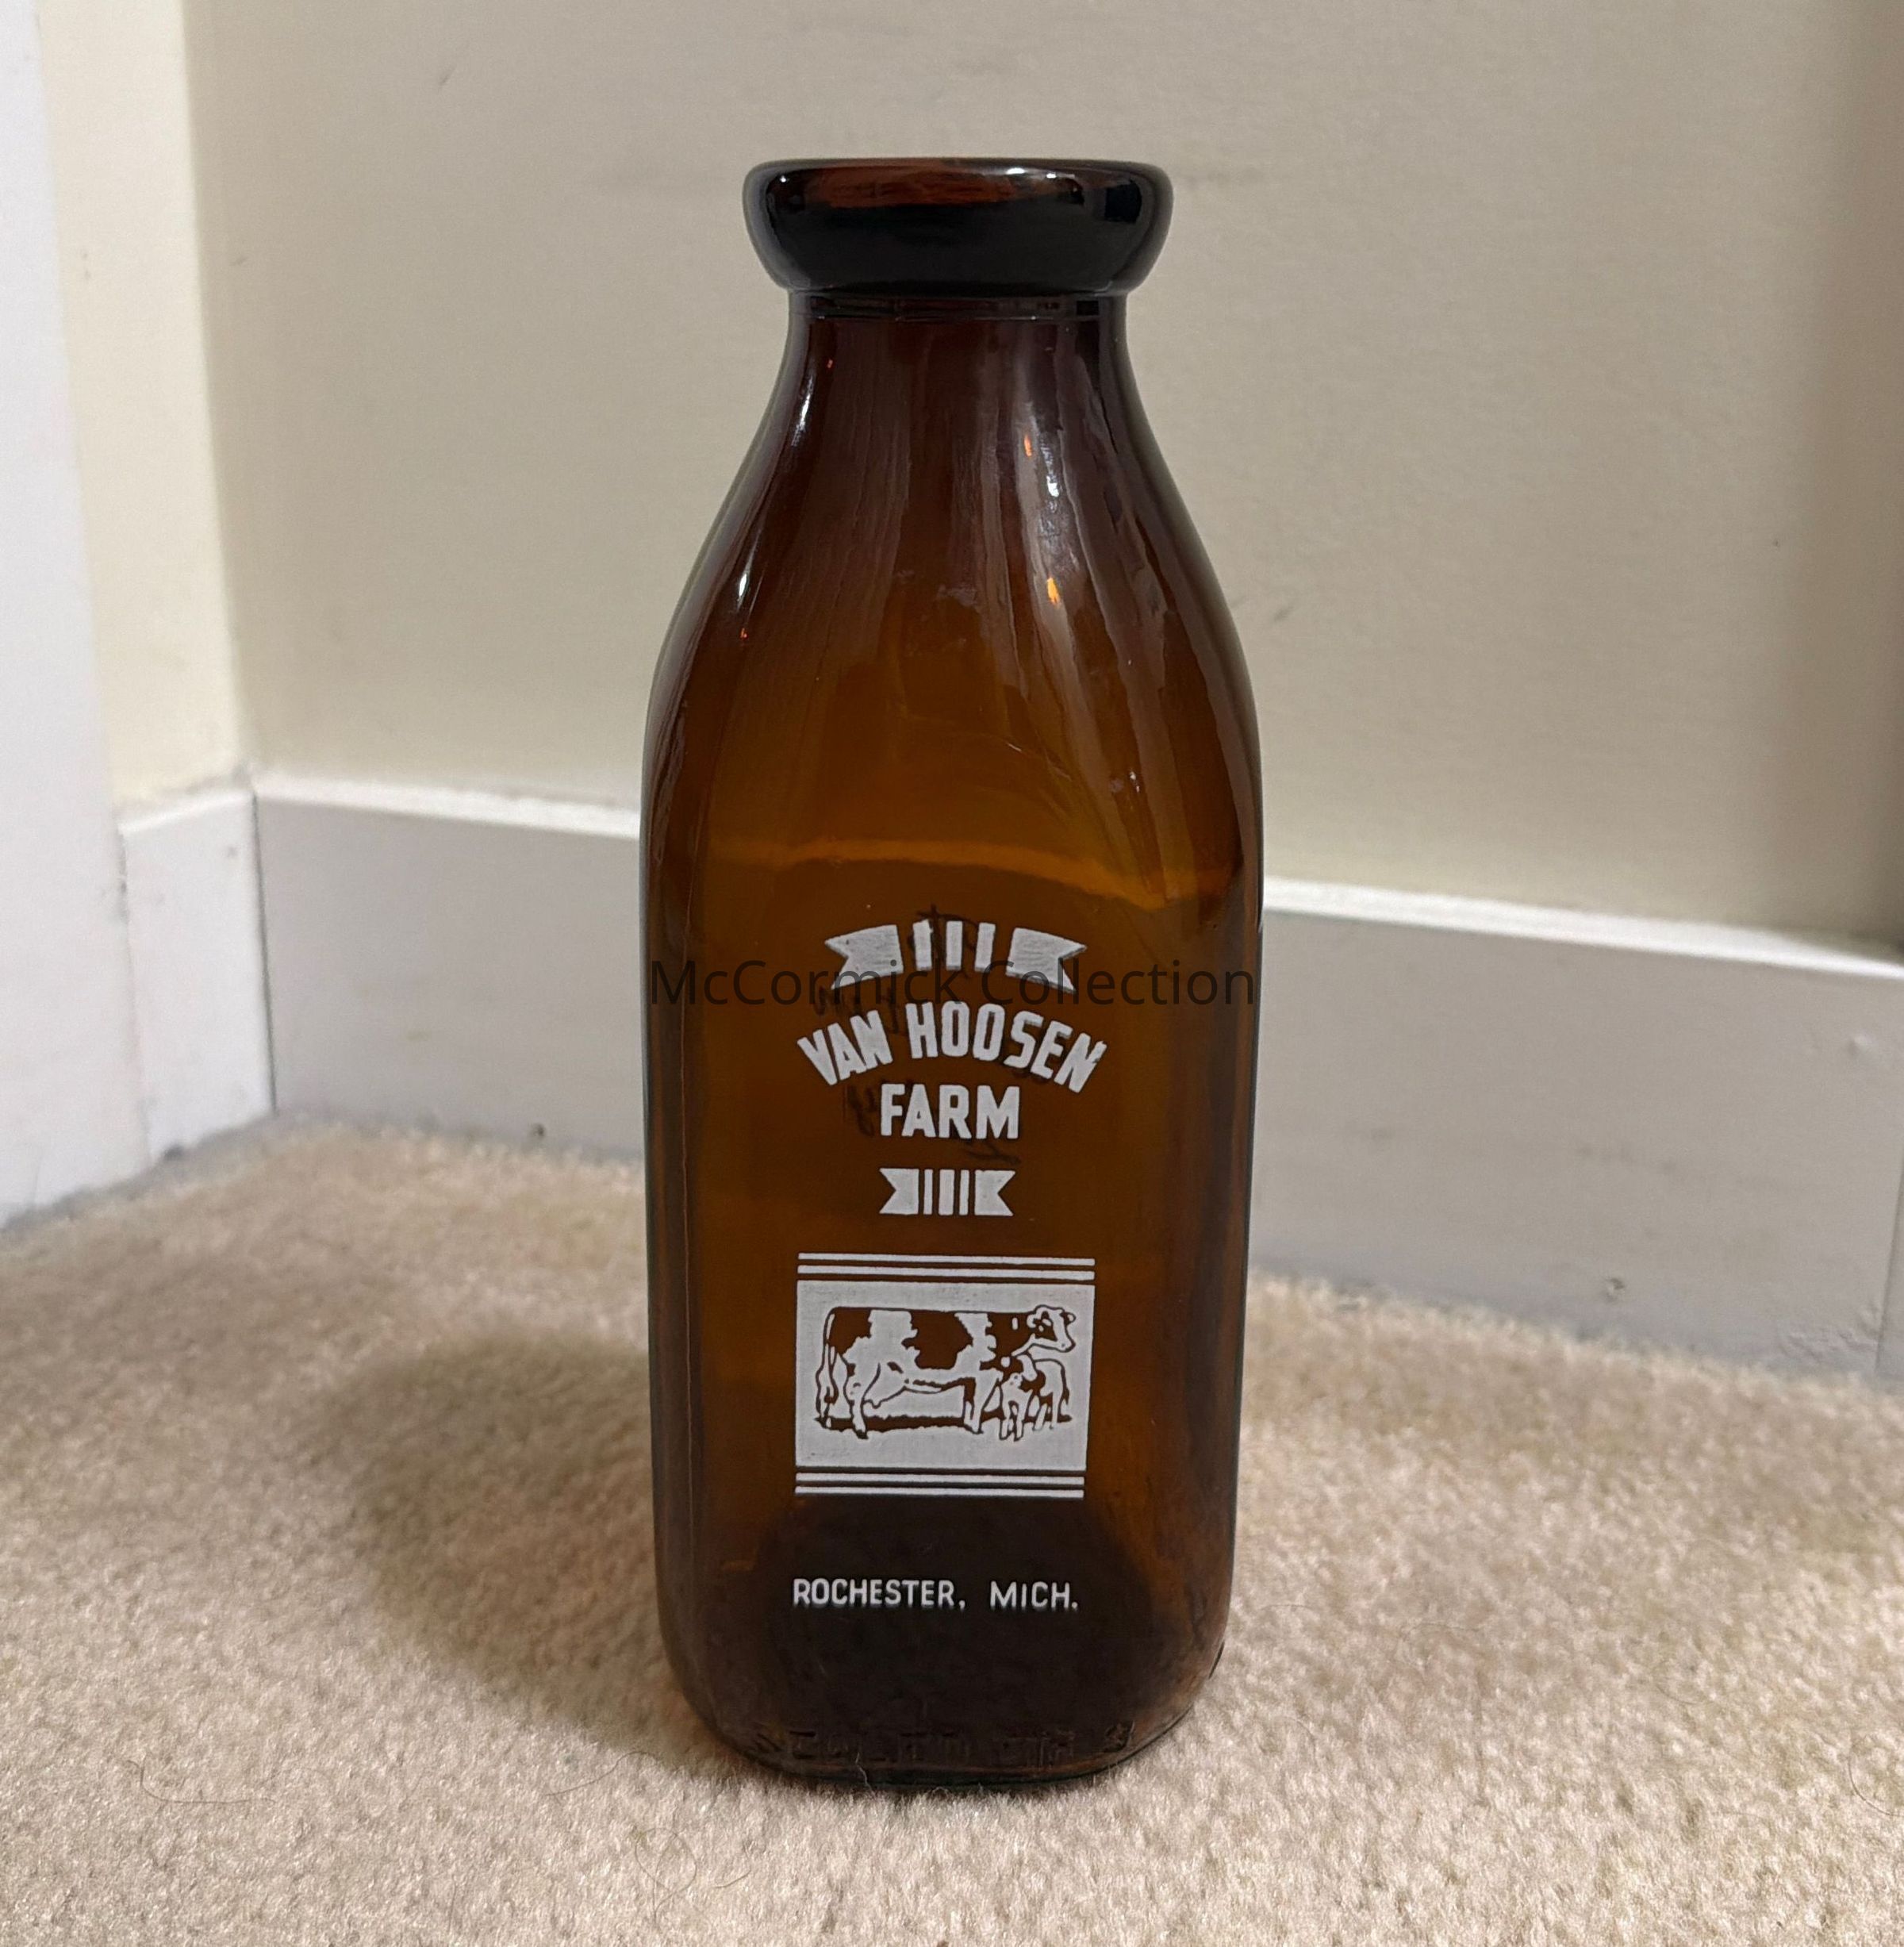 McCormick Collection
VAN HOOSEN
FARM
ROCHESTER, MICH.